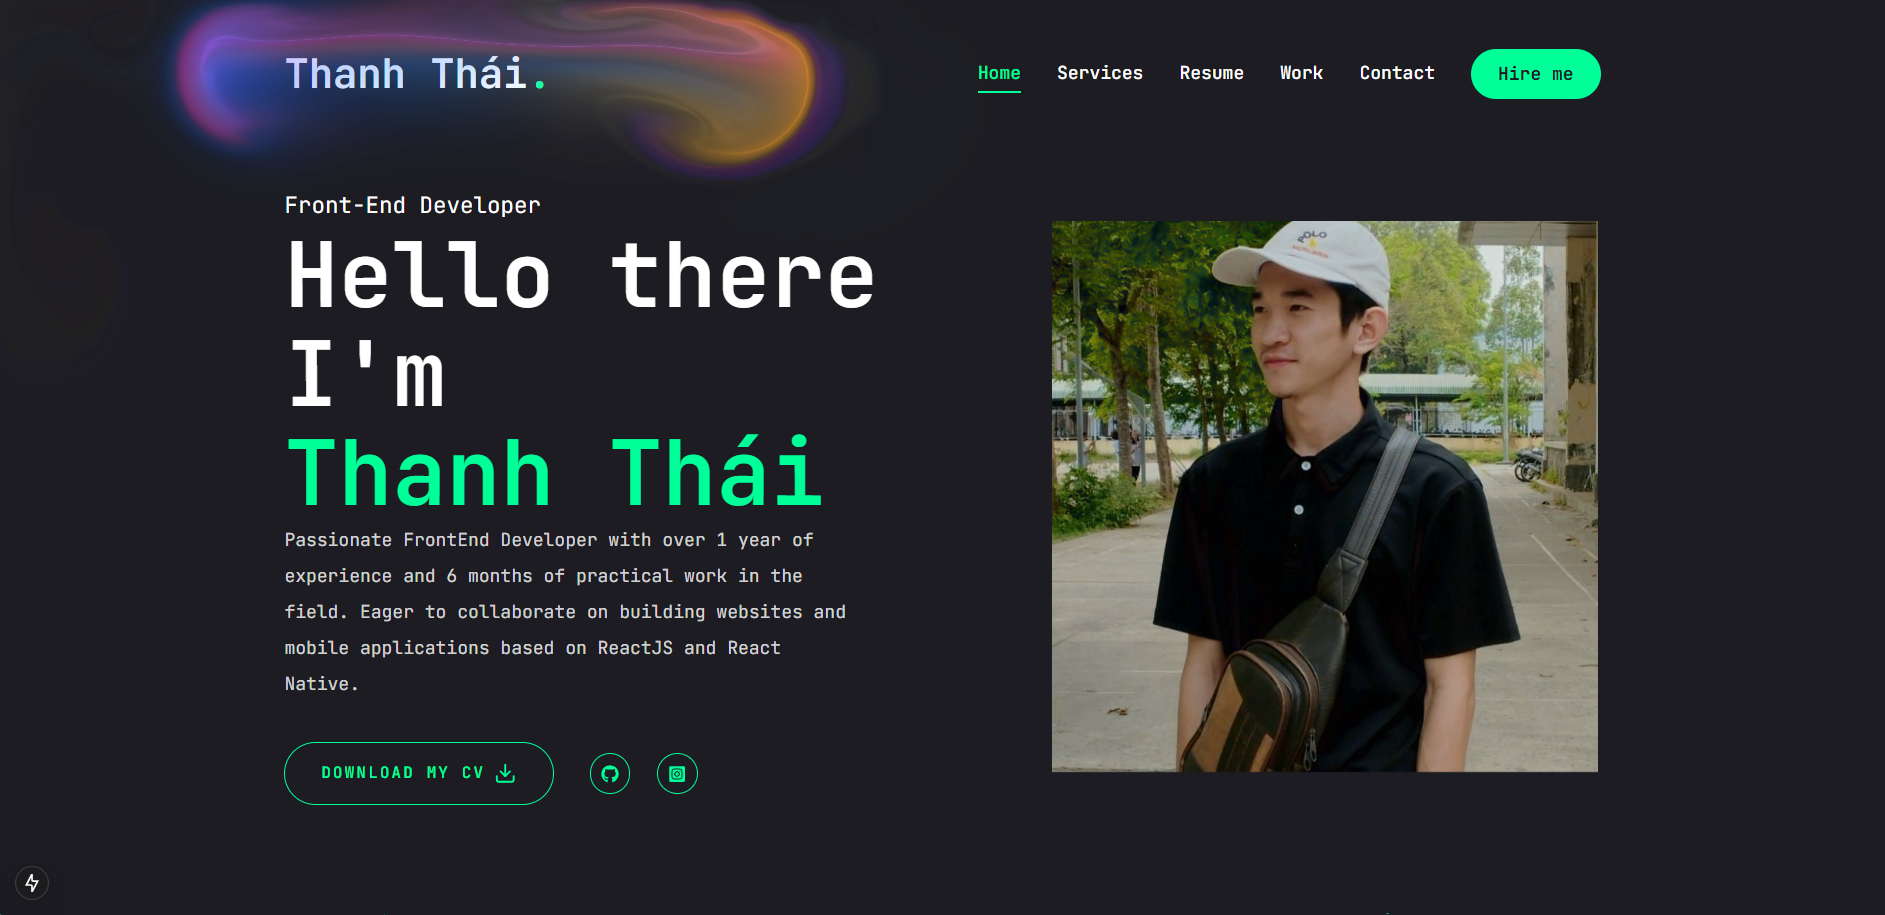 Thanh Thái.
Home Services Resume Work Contact Hire me
Front-End Developer
Hello there
I'm
Thanh Thái
Passionate FrontEnd Developer with over 1 year of
experience and 6 months of practical work in the
field. Eager to collaborate on building websites and
mobile applications based on ReactJS and React
Native.
DOWNLOAD MY CV
POLO